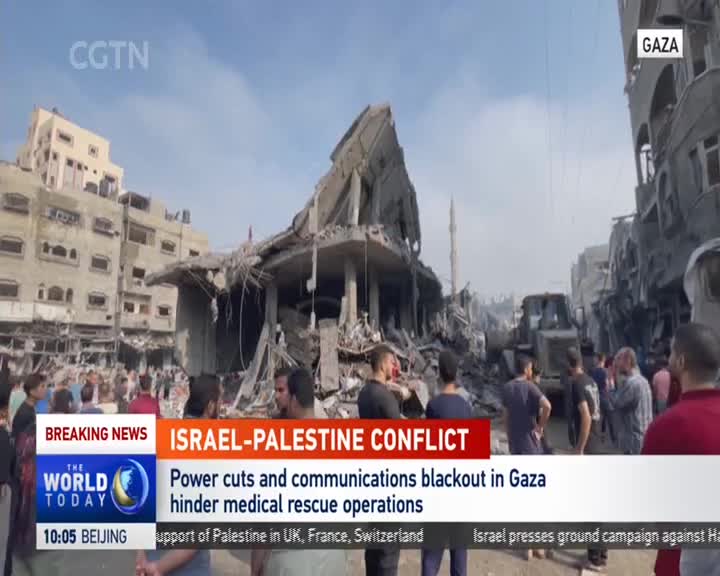 CGTN
GAZA
BREAKING NEWS
ISRAEL-PALESTINE CONFLICT
THE
WORLD
TODAY
Power cuts and communications blackout in Gaza
hinder medical rescue operations
10:05 BEIJING
upport of Palestine in UK, France, Switzerland
Israel presses ground campaign against Ha